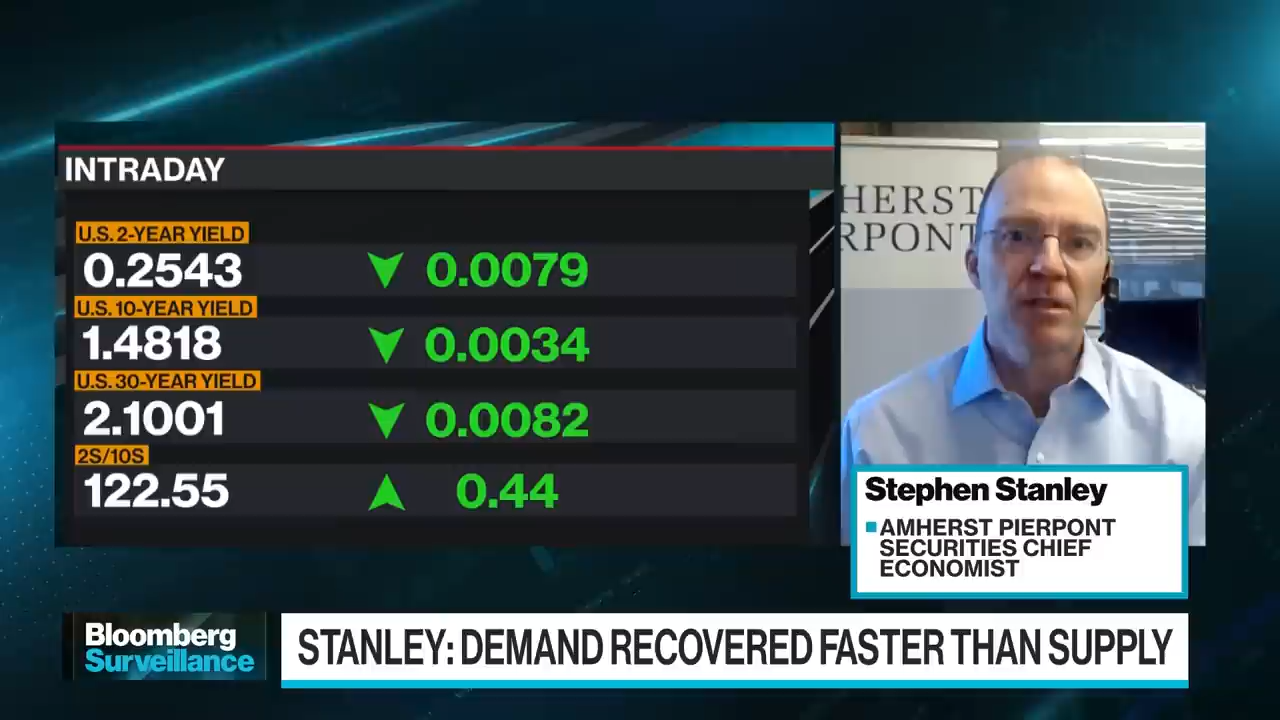 INTRADAY
U.S. 2-YEAR YIELD
0.2543 ▼ 0.0079
U.S. 10-YEAR YIELD
1.4818 ▼ 0.0034
U.S. 30-YEAR YIELD
2.1001 ▼ 0.0082
2S/10S
122.55 ▲ 0.44
HERST
RPONT
Stephen Stanley
AMHERST PIERPONT
SECURITIES CHIEF
ECONOMIST
Bloomberg
Surveillance
STANLEY: DEMAND RECOVERED FASTER THAN SUPPLY